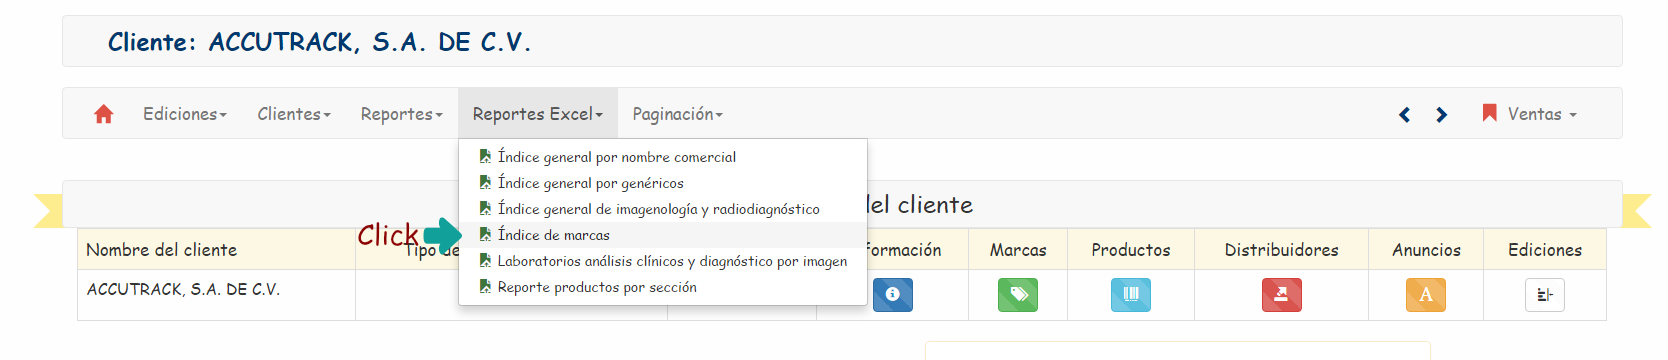 Cliente: ACCUTRACK, S.A. DE C.V.
Ediciones Clientes Reportes Reportes Excel Paginación Ventas
Índice general por nombre comercial
Índice general por genéricos
Índice general de imagenología y radiodiagnóstico
del cliente
Click Índice de marcas
Nombre del cliente Tipo de formación Marcas Productos Distribuidores Anuncios Ediciones
Laboratorios análisis clínicos y diagnóstico por imagen
ACCUTRACK, S.A. DE C.V.
Reporte productos por sección